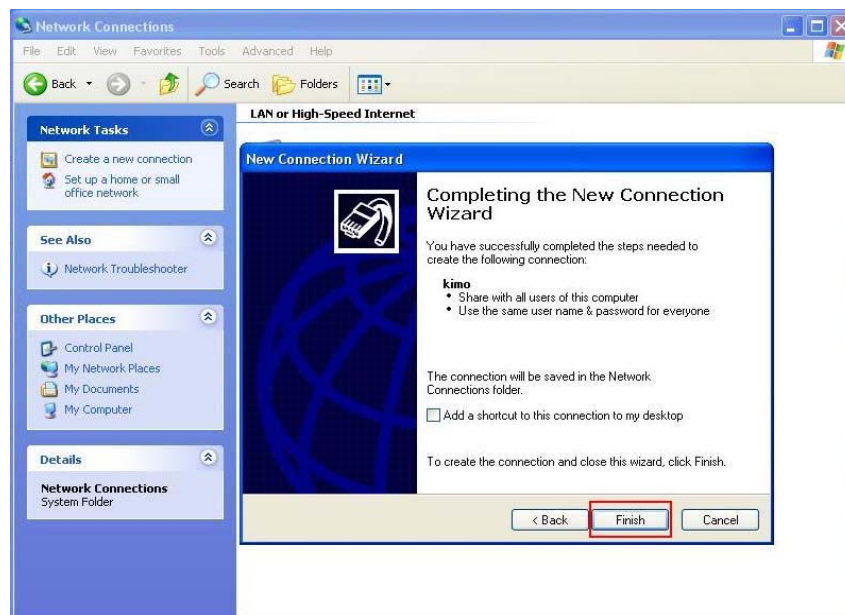 Network Connections
File Edit View Favorites Tools Advanced Help
Back Search Folders
LAN or High-Speed Internet
Network Tasks
Create a new connection
Set up a home or small
office network
See Also
Network Troubleshooter
Other Places
Control Panel
My Network Places
My Documents
My Computer
Details
Network Connections
System Folder
New Connection Wizard
Completing the New Connection
Wizard
You have successfully completed the steps needed to
create the following connection:
kimo
• Share with all users of this computer
• Use the same user name & password for everyone
The connection will be saved in the Network
Connections folder.
Add a shortcut to this connection to my desktop
To create the connection and close this wizard, click Finish.
< Back Finish Cancel